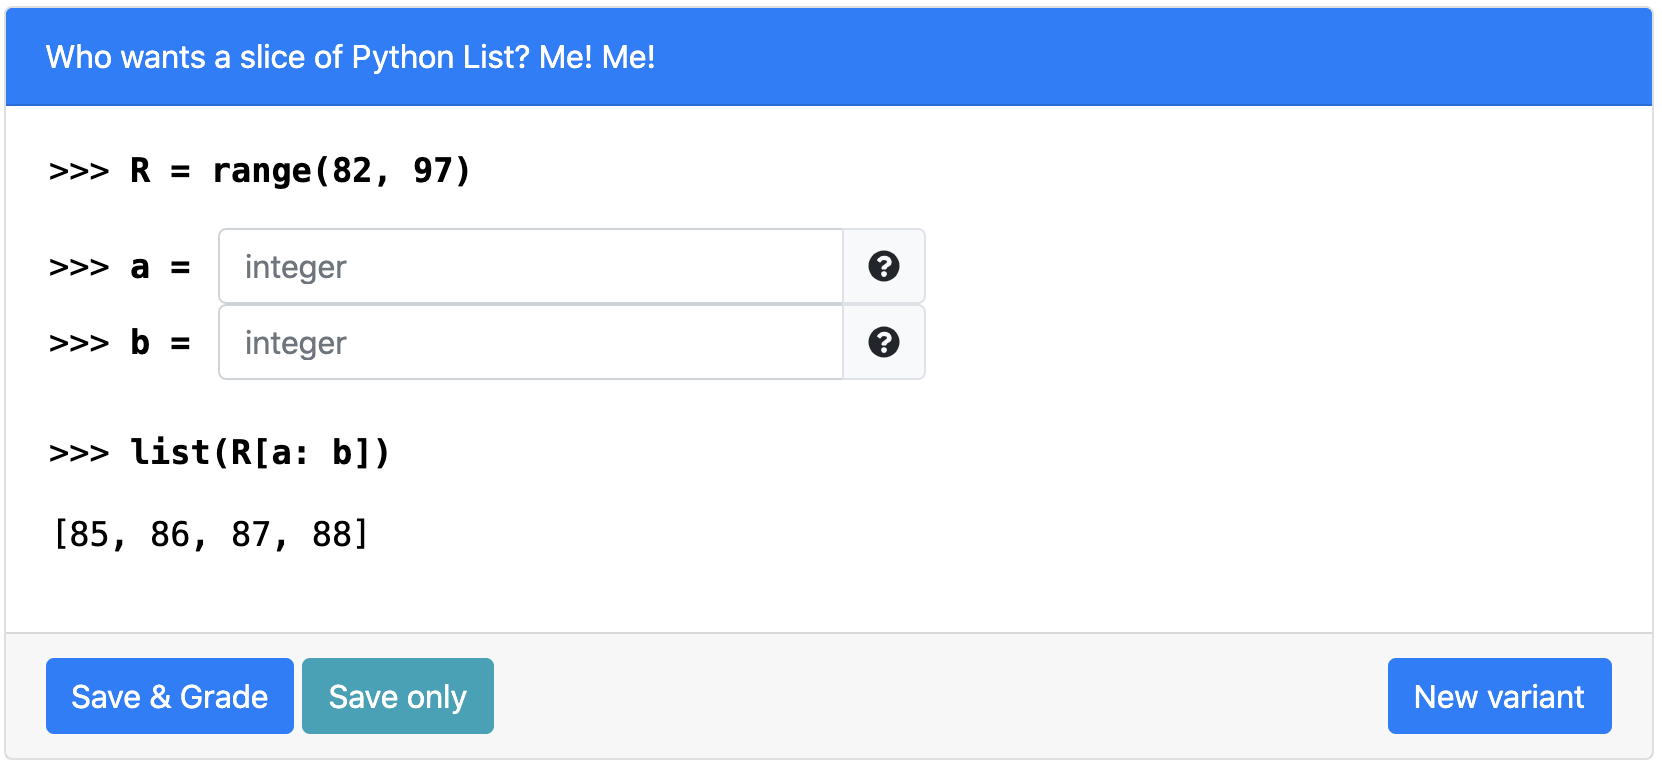 Who wants a slice of Python List? Me! Me!
>>> R = range(82, 97)
>>> a = integer
>>> b = integer
>>> list(R[a: b])
[85, 86, 87, 88]
Save & Grade Save only New variant